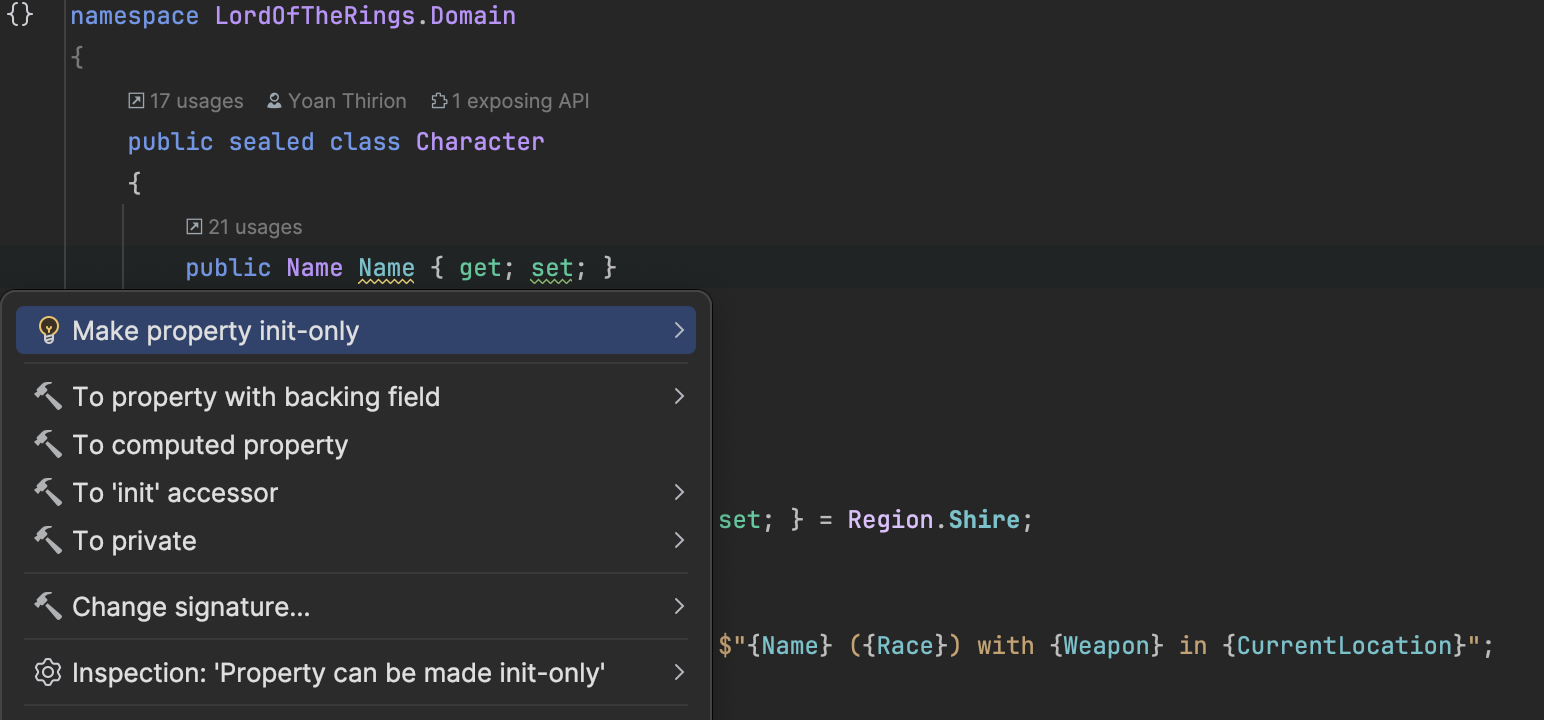 {} namespace LordOfTheRings.Domain
{
17 usages Yoan Thirion 1 exposing API
public sealed class Character
{
21 usages
public Name Name { get; set; }
Make property init-only
To property with backing field
To computed property
To 'init' accessor
set; } = Region.Shire;
To private
Change signature...
$"{Name} ({Race}) with {Weapon} in {CurrentLocation}";
Inspection: 'Property can be made init-only'